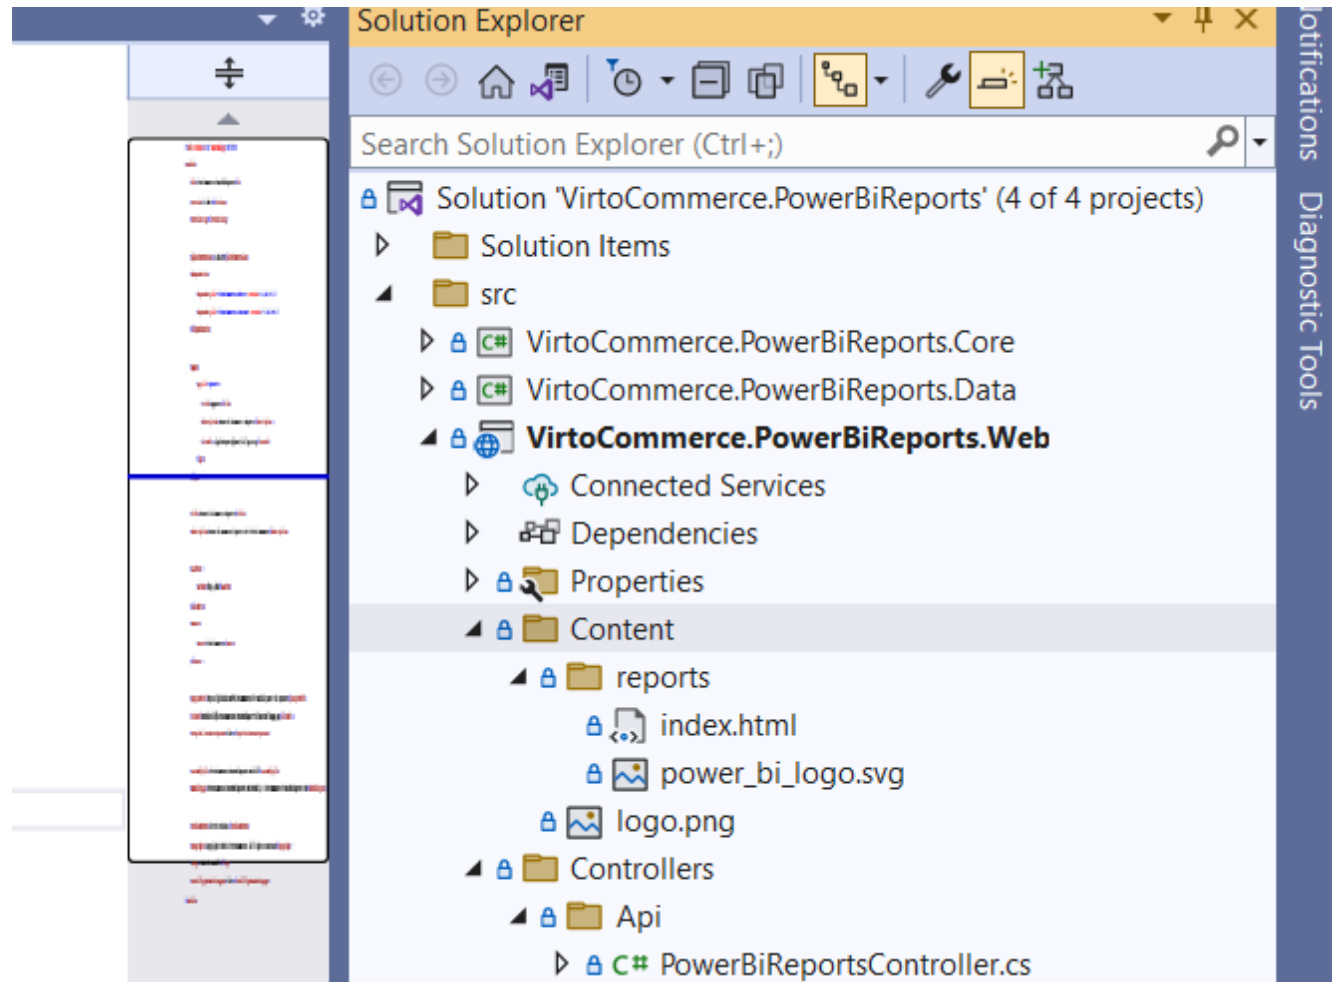 Solution Explorer
Search Solution Explorer (Ctrl+;)
Solution 'VirtoCommerce.PowerBiReports' (4 of 4 projects)
Solution Items
src
C# VirtoCommerce.PowerBiReports.Core
C# VirtoCommerce.PowerBiReports.Data
VirtoCommerce.PowerBiReports.Web
Connected Services
Dependencies
Properties
Content
reports
index.html
power_bi_logo.svg
logo.png
Controllers
Api
C# PowerBiReportsController.cs
Notifications
Diagnostic Tools